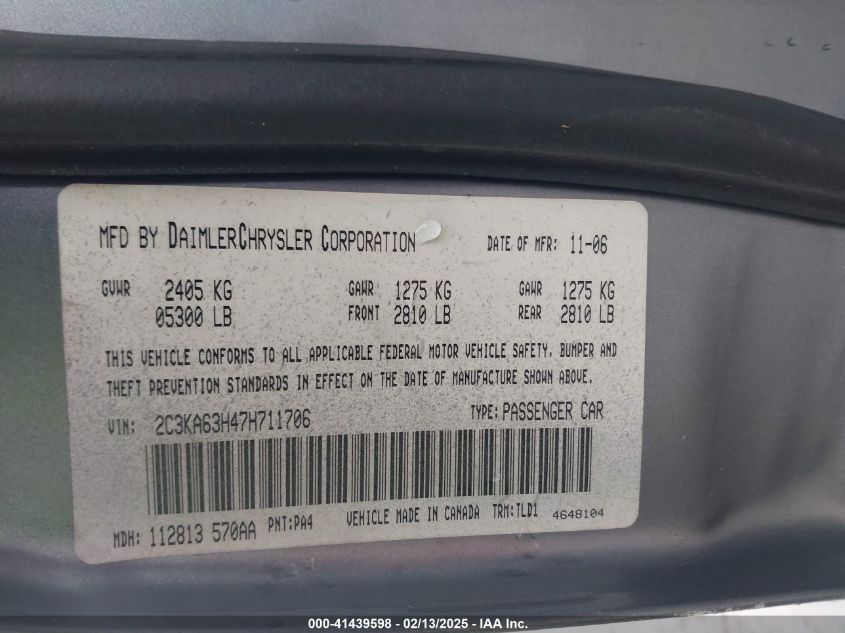 MFD BY DAIMLERCHRYSLER CORPORATION DATE OF MFR: 11-06
GVWR 2405 KG GAWR 1275 KG GAWR 1275 KG
05300 LB FRONT 2810 LB REAR 2810 LB
THIS VEHICLE CONFORMS TO ALL APPLICABLE FEDERAL MOTOR VEHICLE SAFETY, BUMPER AND
THEFT PREVENTION STANDARDS IN EFFECT ON THE DATE OF MANUFACTURE SHOWN ABOVE.
VIN: 2C3KA63H47H711706 TYPE: PASSENGER CAR
MDH: 112813 570AA PNT:PA4 VEHICLE MADE IN CANADA TRM:TLD1 4648104
000-41439598 - 02/13/2025 - IAA Inc.